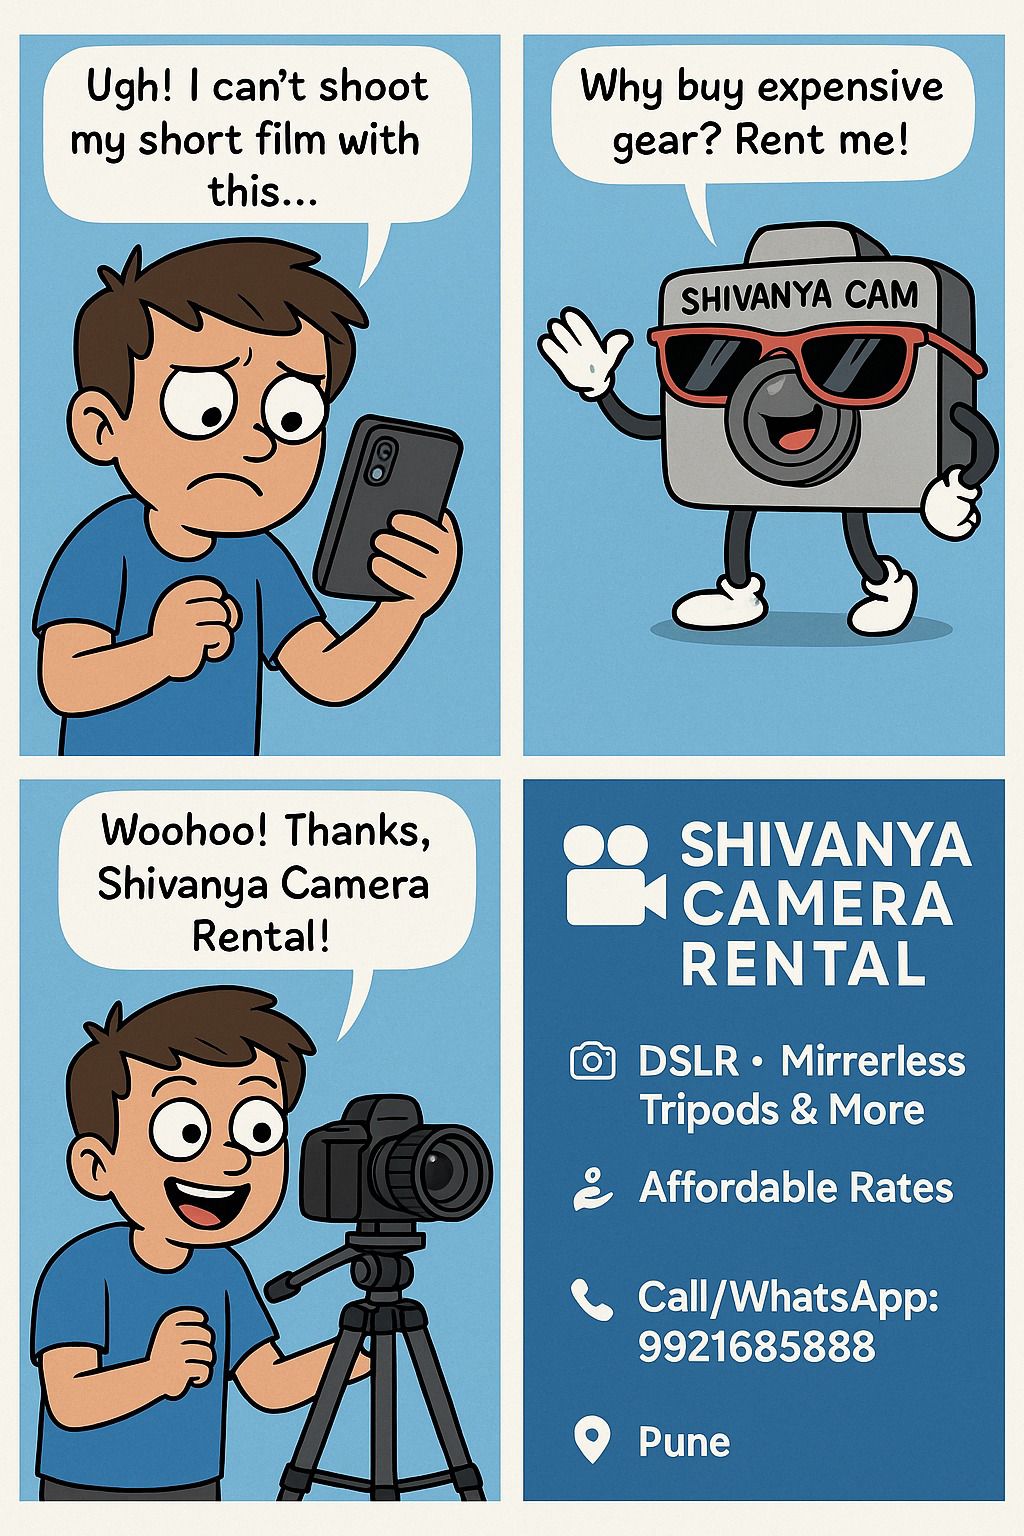 Ugh! I can't shoot
my short film with
this...
Why buy expensive
gear? Rent me!
SHIVANYA CAM
Woohoo! Thanks,
Shivanya Camera
Rental!
SHIVANYA
CAMERA
RENTAL
DSLR • Mirrerless
Tripods & More
Affordable Rates
Call/WhatsApp:
9921685888
Pune